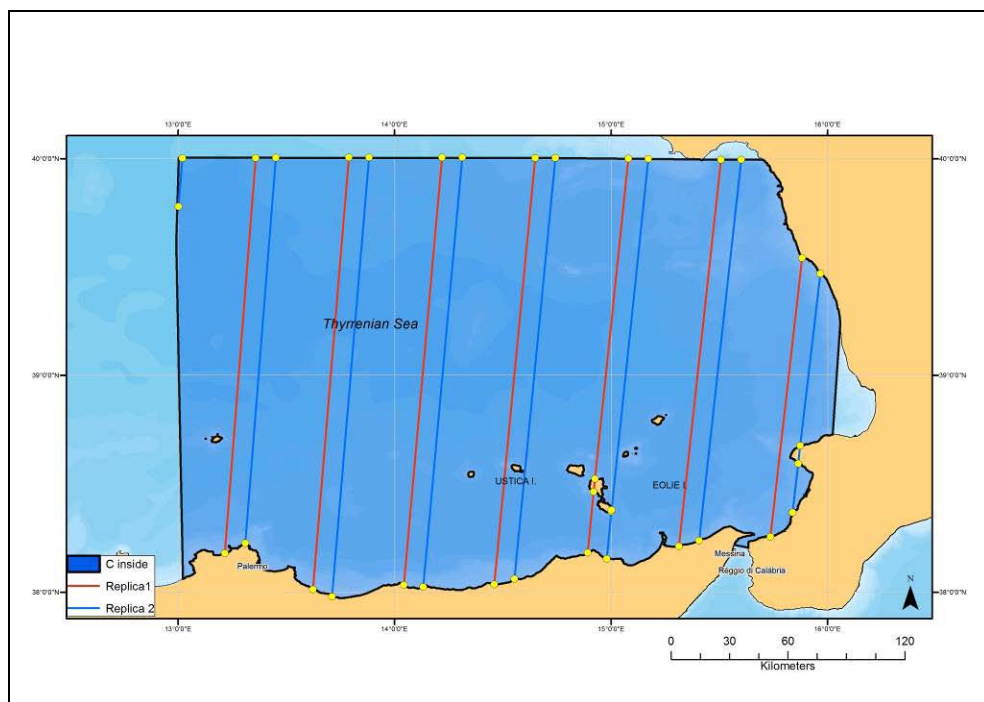 13°0'0"E 14°0'0"E 15°0'0"E 16°0'0"E
40°0'0"N 40°0'0"N
Thyrrenian Sea
39°0'0"N 39°0'0"N
USTICA I. EOLIE I.
Messina
Palermo
Reggio di Calábria
C inside
Replica1
Replica 2
38°0'0"N 38°0'0"N
N
13°0'0"E 14°0'0"E 15°0'0"E 16°0'0"E
0 30 60 120
Kilometers